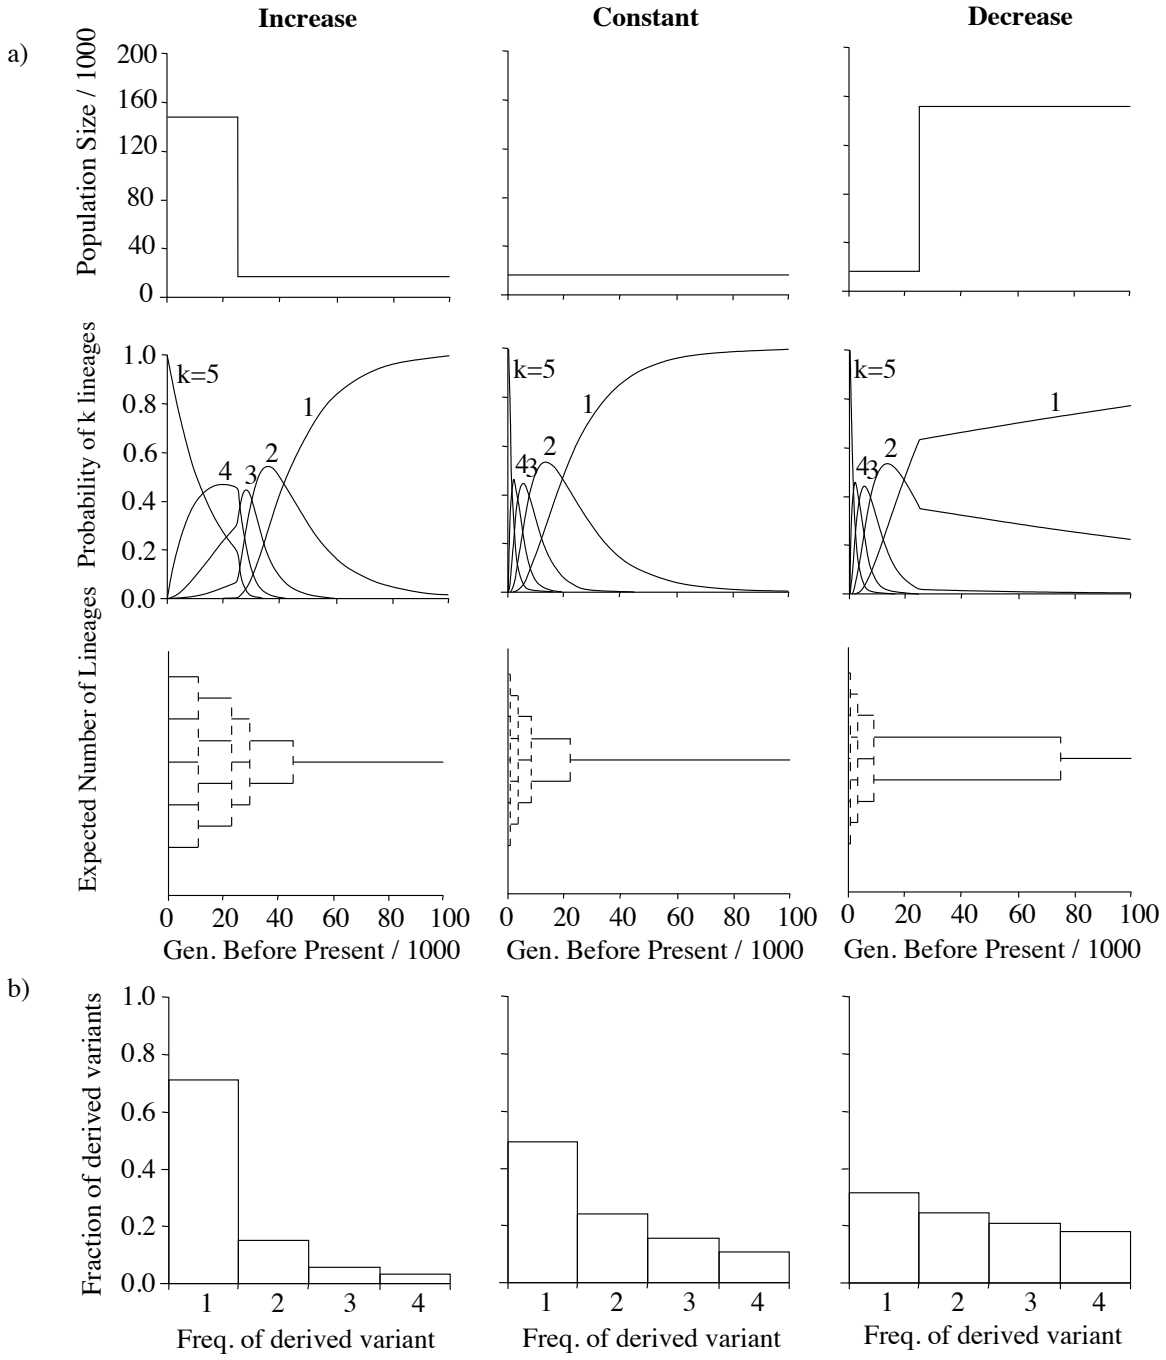 Increase Constant Decrease
a)
Population Size / 1000
200
160
120
80
40
0
Probability of k lineages
1.0
0.8
0.6
0.4
0.2
0.0
k=5 4 3 2 1
k=5 4 3 2 1
k=5 4 3 2 1
Expected Number of Lineages
0 20 40 60 80 100 0 20 40 60 80 100 0 20 40 60 80 100
Gen. Before Present / 1000 Gen. Before Present / 1000 Gen. Before Present / 1000
b)
Fraction of derived variants
1.0
0.8
0.6
0.4
0.2
0.0
1 2 3 4 1 2 3 4 1 2 3 4
Freq. of derived variant Freq. of derived variant Freq. of derived variant